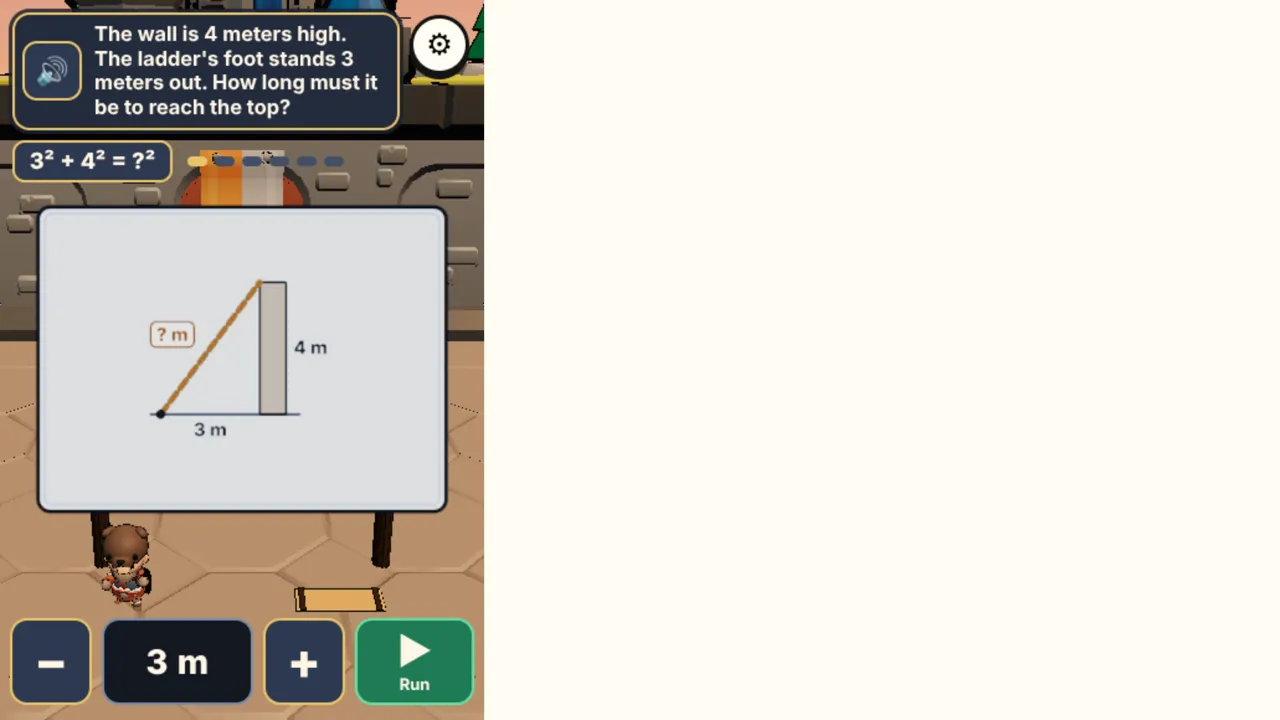 The wall is 4 meters high.
The ladder's foot stands 3
meters out. How long must it
be to reach the top?
3² + 4² = ?²
? m
4 m
3 m
−
3 m
+
Run